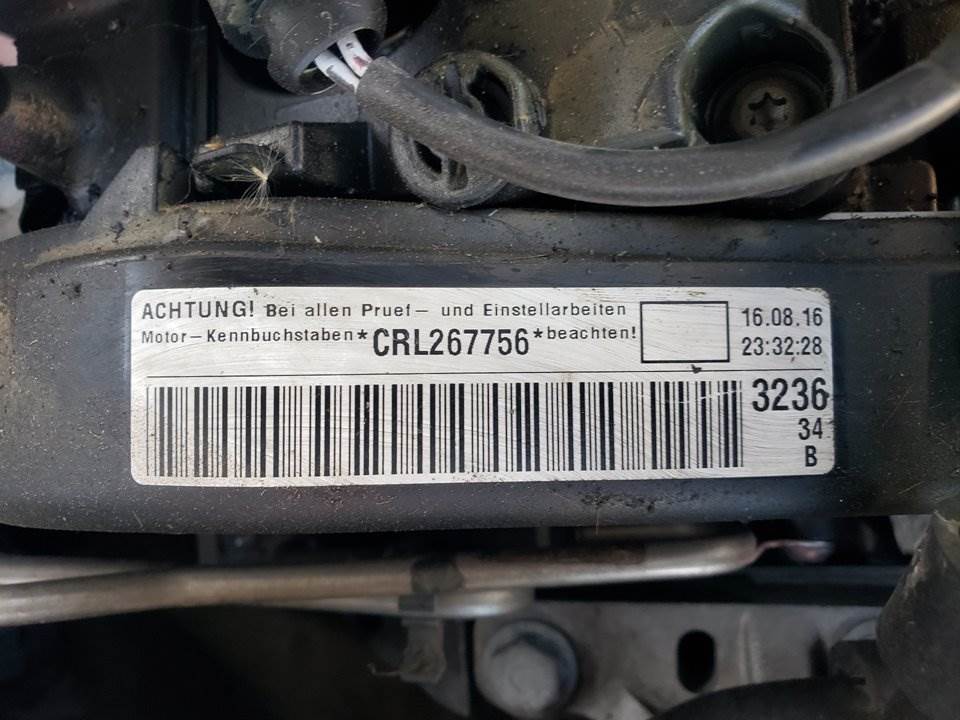 ACHTUNG! Bei allen Pruef- und Einstellarbeiten
Motor-Kennbuchstaben *CRL267756* beachten!
16.08.16
23:32:28
3236
34
B